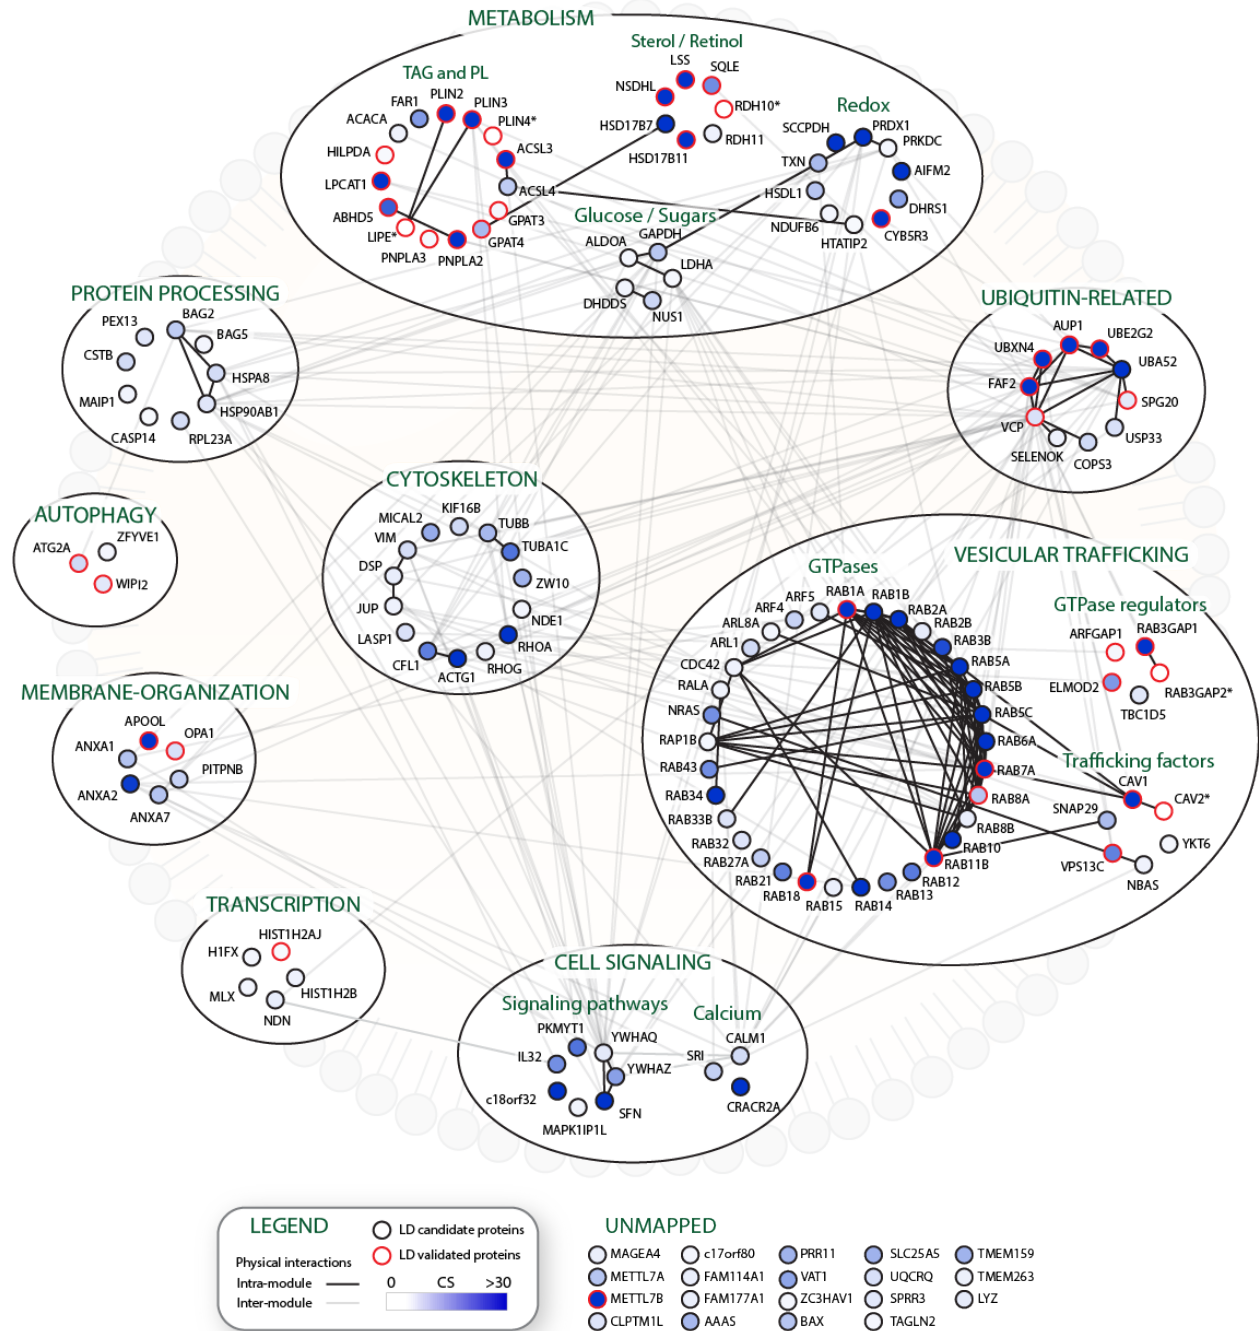 METABOLISM
Sterol / Retinol
LSS
SQLE
NSDHL
RDH10*
HSD17B7
RDH11
HSD17B11
TAG and PL
PLIN2
PLIN3
FAR1
PLIN4*
ACACA
ACSL3
HILPDA
LPCAT1
ACSL4
ABHD5
GPAT3
LIPE*
GPAT4
PNPLA3
PNPLA2
Redox
SCCPDH
PRDX1
PRKDC
TXN
AIFM2
HSDL1
DHRS1
NDUFB6
CYB5R3
HTATIP2
Glucose / Sugars
GAPDH
ALDOA
LDHA
DHDDS
NUS1
PROTEIN PROCESSING
BAG2
PEX13
BAG5
CSTB
HSPA8
MAIP1
HSP90AB1
CASP14
RPL23A
UBIQUITIN-RELATED
AUP1
UBE2G2
UBXN4
UBA52
FAF2
SPG20
VCP
USP33
SELENOK
COPS3
AUTOPHAGY
ZFYVE1
ATG2A
WIPI2
CYTOSKELETON
KIF16B
MICAL2
TUBB
VIM
TUBA1C
DSP
ZW10
JUP
NDE1
LASP1
RHOA
CFL1
RHOG
ACTG1
VESICULAR TRAFFICKING
GTPases
RAB1A
RAB1B
ARF5
RAB2A
ARF4
RAB2B
ARL8A
RAB3B
ARL1
RAB5A
CDC42
RAB5B
RALA
RAB5C
NRAS
RAB6A
RAP1B
RAB7A
RAB43
RAB8A
RAB34
RAB8B
RAB33B
RAB10
RAB32
RAB11B
RAB27A
RAB12
RAB21
RAB13
RAB18
RAB15
RAB14
GTPase regulators
ARFGAP1
RAB3GAP1
ELMOD2
RAB3GAP2*
TBC1D5
Trafficking factors
CAV1
CAV2*
SNAP29
YKT6
VPS13C
NBAS
MEMBRANE-ORGANIZATION
APOOL
OPA1
ANXA1
PITPNB
ANXA2
ANXA7
TRANSCRIPTION
HIST1H2AJ
H1FX
MLX
HIST1H2B
NDN
CELL SIGNALING
Signaling pathways
PKMYT1
YWHAQ
IL32
YWHAZ
c18orf32
SFN
MAPK1IP1L
Calcium
CALM1
SRI
CRACR2A
LEGEND
LD candidate proteins
LD validated proteins
Physical interactions
Intra-module
Inter-module
0 CS >30
UNMAPPED
MAGEA4 c17orf80 PRR11 SLC25A5 TMEM159
METTL7A FAM114A1 VAT1 UQCRQ TMEM263
METTL7B FAM177A1 ZC3HAV1 SPRR3 LYZ
CLPTM1L AAAS BAX TAGLN2